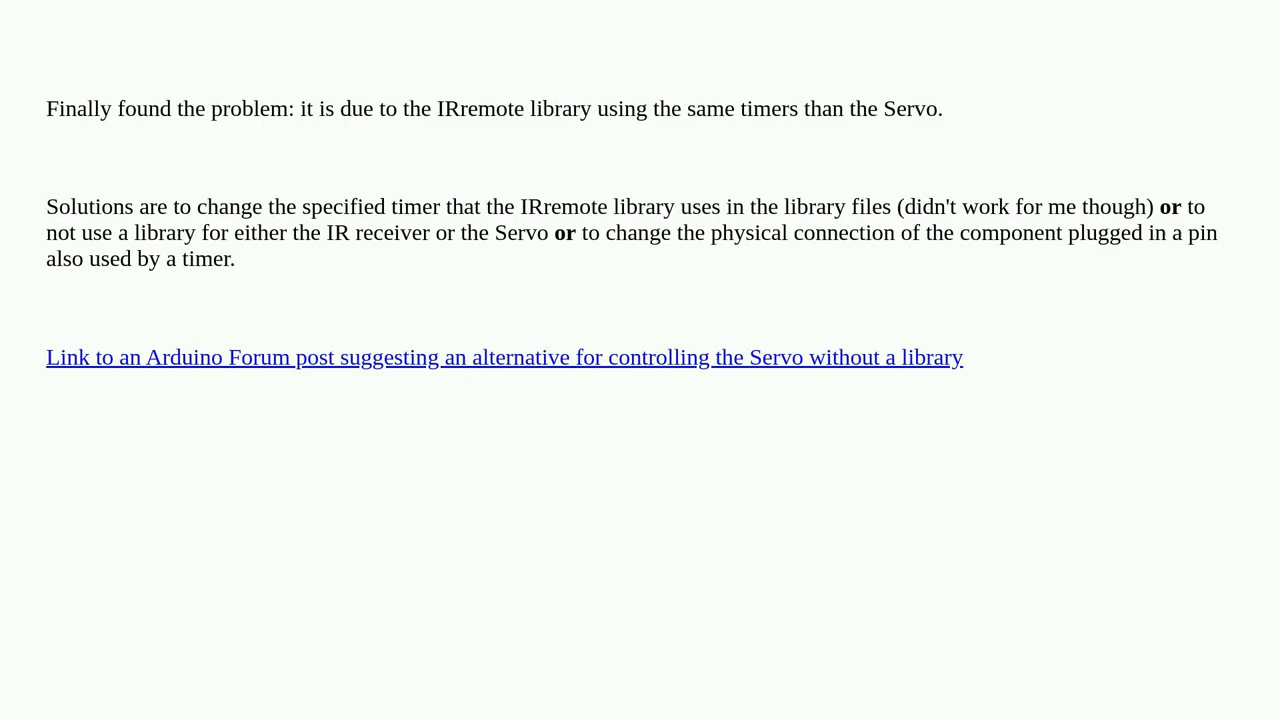 Finally found the problem: it is due to the IRremote library using the same timers than the Servo.
Solutions are to change the specified timer that the IRremote library uses in the library files (didn't work for me though) or to
not use a library for either the IR receiver or the Servo or to change the physical connection of the component plugged in a pin
also used by a timer.
Link to an Arduino Forum post suggesting an alternative for controlling the Servo without a library